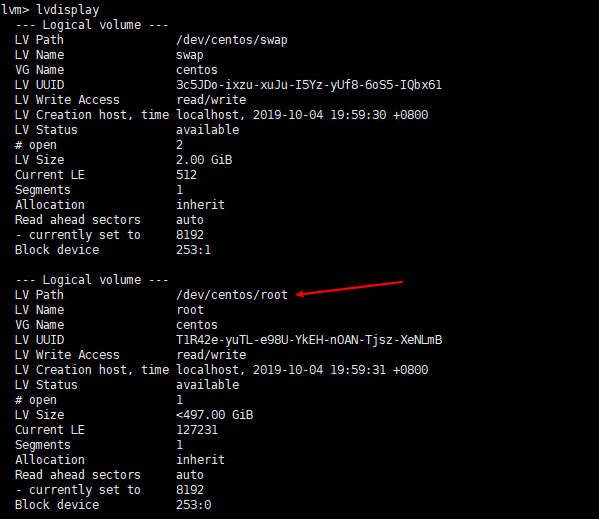 lvm> lvdisplay
--- Logical volume ---
LV Path /dev/centos/swap
LV Name swap
VG Name centos
LV UUID 3c5JDo-ixzu-xuJu-I5Yz-yUf8-6oS5-IQbx61
LV Write Access read/write
LV Creation host, time localhost, 2019-10-04 19:59:30 +0800
LV Status available
# open 2
LV Size 2.00 GiB
Current LE 512
Segments 1
Allocation inherit
Read ahead sectors auto
- currently set to 8192
Block device 253:1
--- Logical volume ---
LV Path /dev/centos/root
LV Name root
VG Name centos
LV UUID T1R42e-yuTL-e98U-YkEH-nOAN-Tjsz-XeNLmB
LV Write Access read/write
LV Creation host, time localhost, 2019-10-04 19:59:31 +0800
LV Status available
# open 1
LV Size <497.00 GiB
Current LE 127231
Segments 1
Allocation inherit
Read ahead sectors auto
- currently set to 8192
Block device 253:0